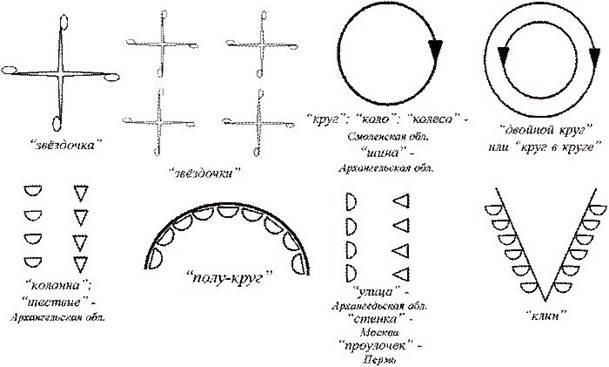 "звёздочка"
"звёздочки"
"круг"; "коло"; "колесо" -
Смоленская обл.
"шина" -
Архангельская обл.
"двойной круг"
или "круг в круге"
"колонна";
"шествие" -
Архангельская обл.
"полу-круг"
"улица" -
Архангельская обл.
"стенка" -
Москва
"проулочек" -
Пермь
"клин"